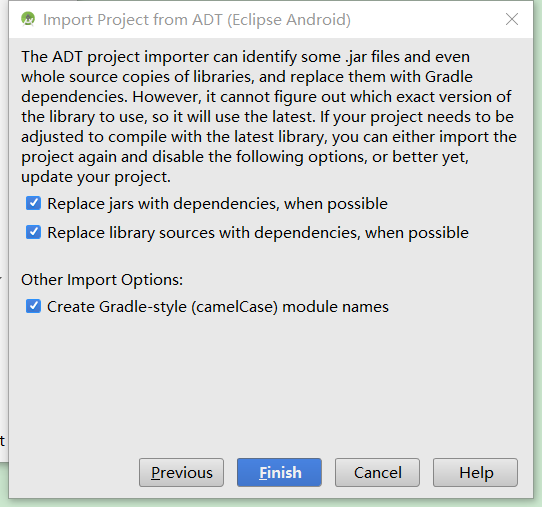 Import Project from ADT (Eclipse Android)
The ADT project importer can identify some .jar files and even
whole source copies of libraries, and replace them with Gradle
dependencies. However, it cannot figure out which exact version of
the library to use, so it will use the latest. If your project needs to be
adjusted to compile with the latest library, you can either import the
project again and disable the following options, or better yet,
update your project.
Replace jars with dependencies, when possible
Replace library sources with dependencies, when possible
Other Import Options:
Create Gradle-style (camelCase) module names
t
Previous Finish Cancel Help